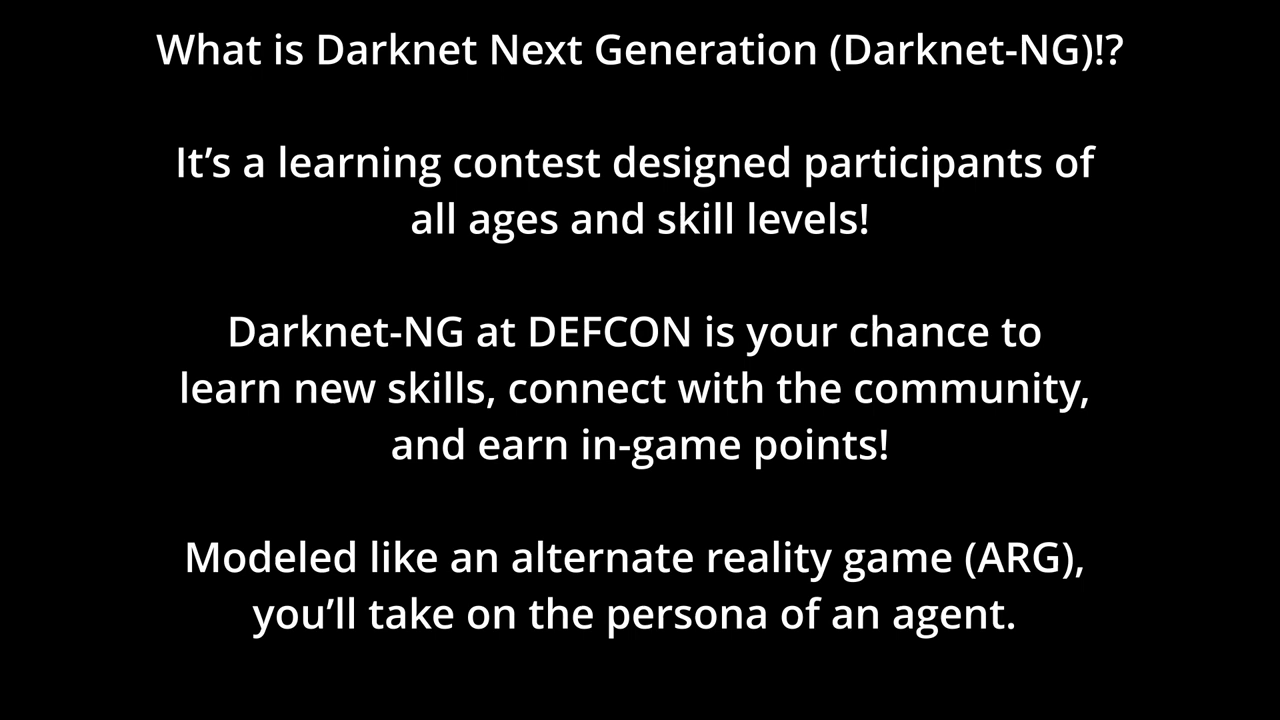 What is Darknet Next Generation (Darknet-NG)!?
It’s a learning contest designed participants of
all ages and skill levels!
Darknet-NG at DEFCON is your chance to
learn new skills, connect with the community,
and earn in-game points!
Modeled like an alternate reality game (ARG),
you’ll take on the persona of an agent.